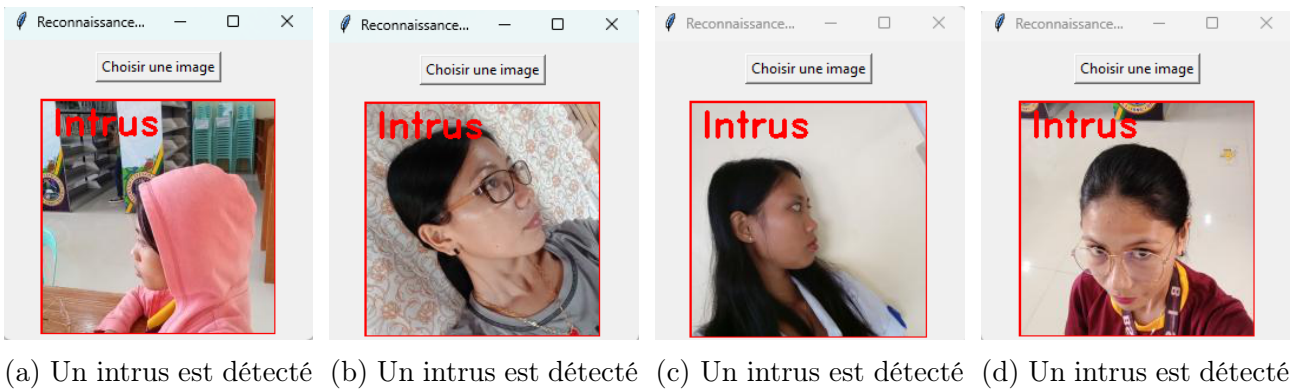 Reconnaissance...
Choisir une image
Intrus
(a) Un intrus est détecté
Reconnaissance...
Choisir une image
Intrus
(b) Un intrus est détecté
Reconnaissance...
Choisir une image
Intrus
(c) Un intrus est détecté
Reconnaissance...
Choisir une image
Intrus
(d) Un intrus est détecté